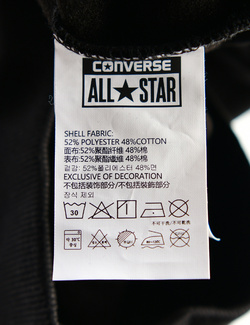 CONVERSE
ALL★STAR
SHELL FABRIC:
52% POLYESTER 48%COTTON
面布:52%聚酯纤维 48%棉
表布:52%聚酯纖維 48%棉
겉감: 52%폴리에스터 48%면
EXCLUSIVE OF DECORATION
不包括装饰部分/不包括裝飾部分/
장식 제외
30